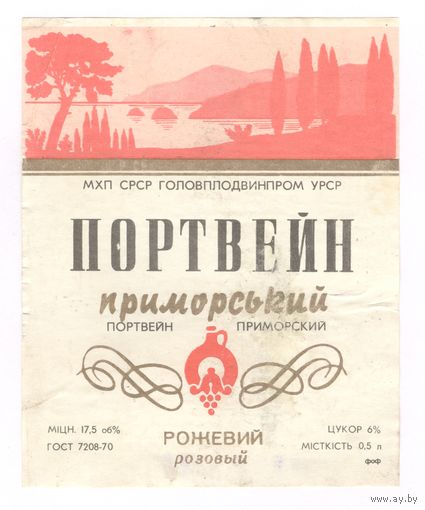 МХП СРСР ГОЛОВПЛОДВИНПРОМ УРСР
ПОРТВЕЙН
приморський
ПОРТВЕЙН ПРИМОРСКИЙ
МІЦН. 17,5 об%
ГОСТ 7208-70
РОЖЕВИЙ
розовый
ЦУКОР 6%
МІСТКІСТЬ 0,5 л
фоф
www.ay.by